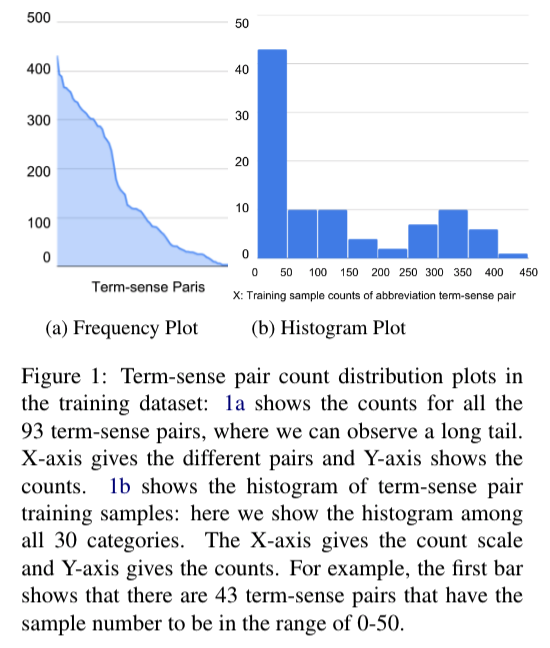 500
400
300
200
100
0
Term-sense Paris
50
40
30
20
10
0
0 50 100 150 200 250 300 350 400 450
X: Training sample counts of abbreviation term-sense pair
(a) Frequency Plot
(b) Histogram Plot
Figure 1: Term-sense pair count distribution plots in
the training dataset: 1a shows the counts for all the
93 term-sense pairs, where we can observe a long tail.
X-axis gives the different pairs and Y-axis shows the
counts. 1b shows the histogram of term-sense pair
training samples: here we show the histogram among
all 30 categories. The X-axis gives the count scale
and Y-axis gives the counts. For example, the first bar
shows that there are 43 term-sense pairs that have the
sample number to be in the range of 0-50.